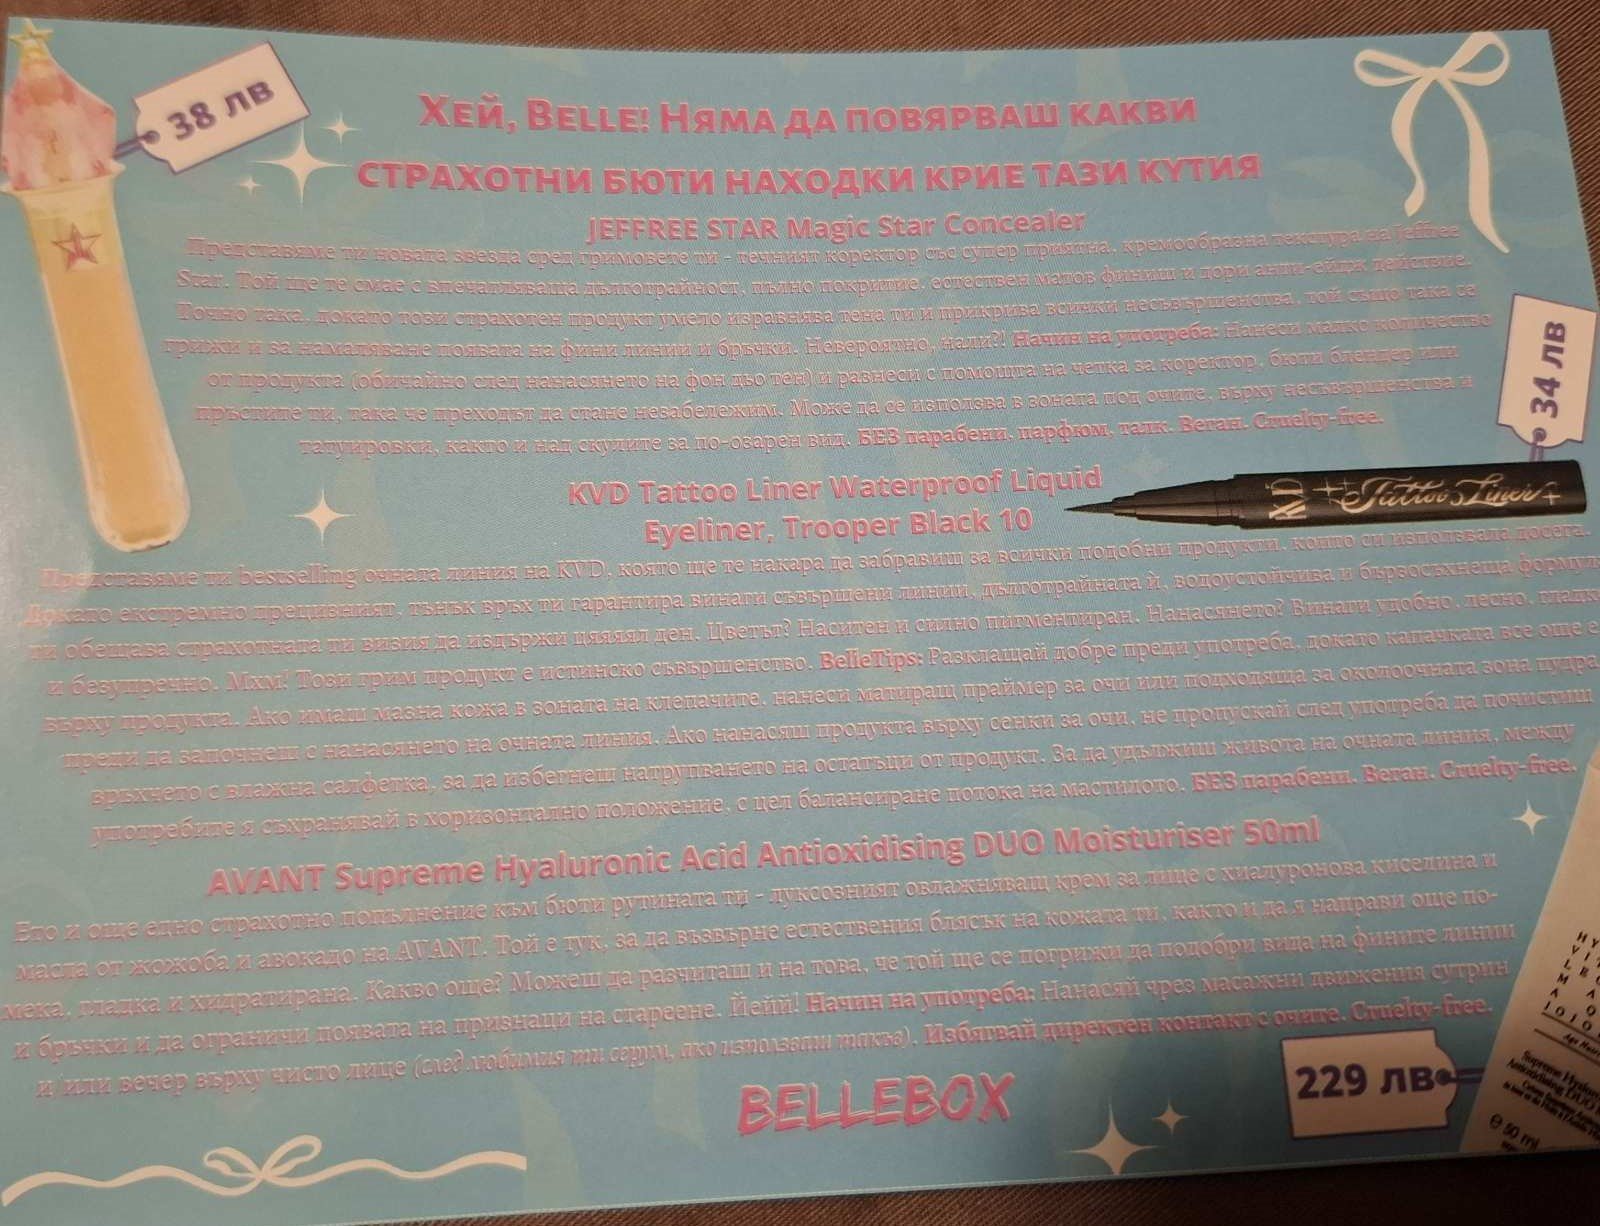 38 лв
Хей, Belle! Няма да повярваш какви
страхотни бюти находки крие тази кутия
JEFFREE STAR Magic Star Concealer
Представяме ти новата звезда сред гримовете ти - течният коректор със супер приятна, кремообразна текстура на Jeffree
Star. Той ще те смае с впечатляваща дълготрайност, пълно покритие, естествен матов финиш и дори анти-ейдж действие.
Точно така, докато този страхотен продукт умело изравнява тена ти и прикрива всички несъвършенства, той също така се
грижи и за намаляване появата на фини линии и бръчки. Невероятно, нали?! Начин на употреба: Нанеси малко количество
от продукта (обичайно след нанасянето на фон дьо тен) и разнеси с помощта на четка за коректор, бюти блендер или
пръстите ти, така че преходът да стане незабележим. Може да се използва в зоната под очите, върху несъвършенства и
татуировки, както и над скулите за по-озарен вид. БЕЗ парабени, парфюм, талк. Веган. Cruelty-free.
34 лв
KVD Tattoo Liner Waterproof Liquid
Eyeliner, Trooper Black 10
KVD Tattoo Liner
Представяме ти bestselling очната линия на KVD, която ще те накара да забравиш за всички подобни продукти, които си използвала досега.
Докато екстремно прецизният, тънък връх ти гарантира винаги съвършени линии, дълготрайната ѝ, водоустойчива и бързосъхнеща формула
ти обещава страхотната ти визия да издържи цяяяял ден. Цветът? Наситен и силно пигментиран. Нанасянето? Винаги удобно, лесно, гладко
и безупречно. Мхм! Този грим продукт е истинско съвършенство. BelleTips: Разклащай добре преди употреба, докато капачката все още е
върху продукта. Ако имаш мазна кожа в зоната на клепачите, нанеси матиращ праймер за очи или подходяща за околоочната зона пудра
преди да започнеш с нанасянето на очната линия. Ако нанасяш продукта върху сенки за очи, не пропускай след употреба да почистиш
връхчето с влажна салфетка, за да избегнеш натрупването на остатъци от продукт. За да удължиш живота на очната линия, между
употребите я съхранявай в хоризонтално положение, с цел балансиране потока на мастилото. БЕЗ парабени. Веган. Cruelty-free.
AVANT Supreme Hyaluronic Acid Antioxidising DUO Moisturiser 50ml
Ето и още едно страхотно попълнение към бюти рутината ти - луксозният овлажняващ крем за лице с хиалуронова киселина и
масла от жожоба и авокадо на AVANT. Той е тук, за да възвърне естествения блясък на кожата ти, както и да я направи още по-
мека, гладка и хидратирана. Какво още? Можеш да разчиташ и на това, че той ще се погрижи да подобри вида на фините линии
и бръчки и да ограничи появата на признаци на стареене. Йеййй! Начин на употреба: Нанасяй чрез масажни движения сутрин
и/или вечер върху чисто лице (след любимия ти серум, ако използваш такъв). Избягвай директен контакт с очите. Cruelty-free.
229 лв
BELLEBOX
Supreme Hyaluronic
Antioxidising DUO
50 ml